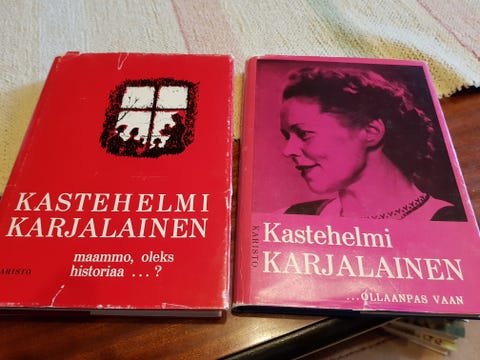 KASTEHELMI
KARJALAINEN
maammo, oleks
historiaa ...?
KARISTO
Kastehelmi
KARJALAINEN
...OLLAANPAS VAAN
KARISTO